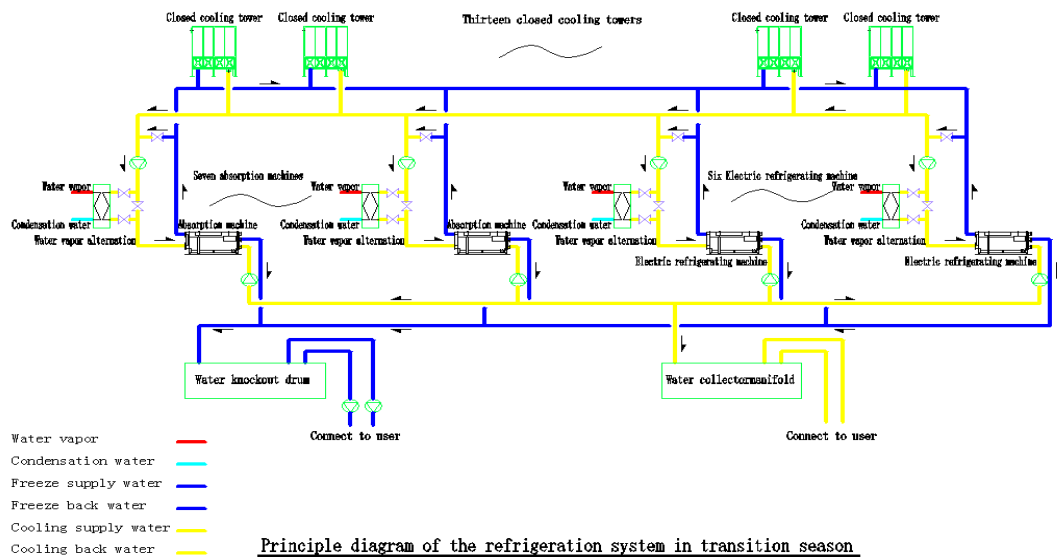 Closed cooling tower
Closed cooling tower
Thirteen closed cooling towers
Closed cooling tower
Closed cooling tower
Seven absorption machines
Six Electric refrigerating machine
Water vapor
Water vapor
Water vapor
Water vapor
Condensation water
Absorption machine
Condensation water
Absorption machine
Condensation water
Condensation water
Water vapor alternation
Water vapor alternation
Water vapor alternation
Electric refrigerating machine
Water vapor alternation
Electric refrigerating machine
Water knockout drum
Water collectormanifold
Connect to user
Connect to user
Water vapor
Condensation water
Freeze supply water
Freeze back water
Cooling supply water
Cooling back water
Principle diagram of the refrigeration system in transition season